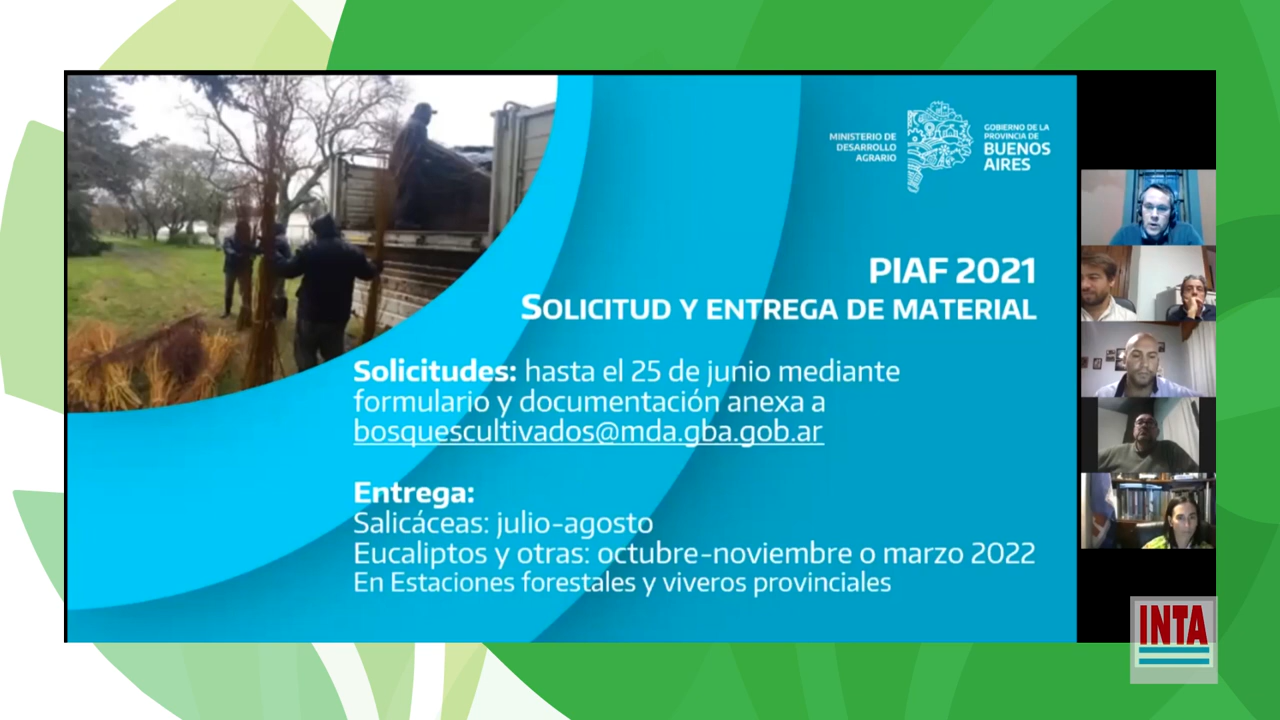 MINISTERIO DE
DESARROLLO
AGRARIO
GOBIERNO DE LA
PROVINCIA DE
BUENOS
AIRES
PIAF 2021
SOLICITUD Y ENTREGA DE MATERIAL
Solicitudes: hasta el 25 de junio mediante
formulario y documentación anexa a
bosquescultivados@mda.gba.gob.ar
Entrega:
Salicáceas: julio-agosto
Eucaliptos y otras: octubre-noviembre o marzo 2022
En Estaciones forestales y viveros provinciales
INTA